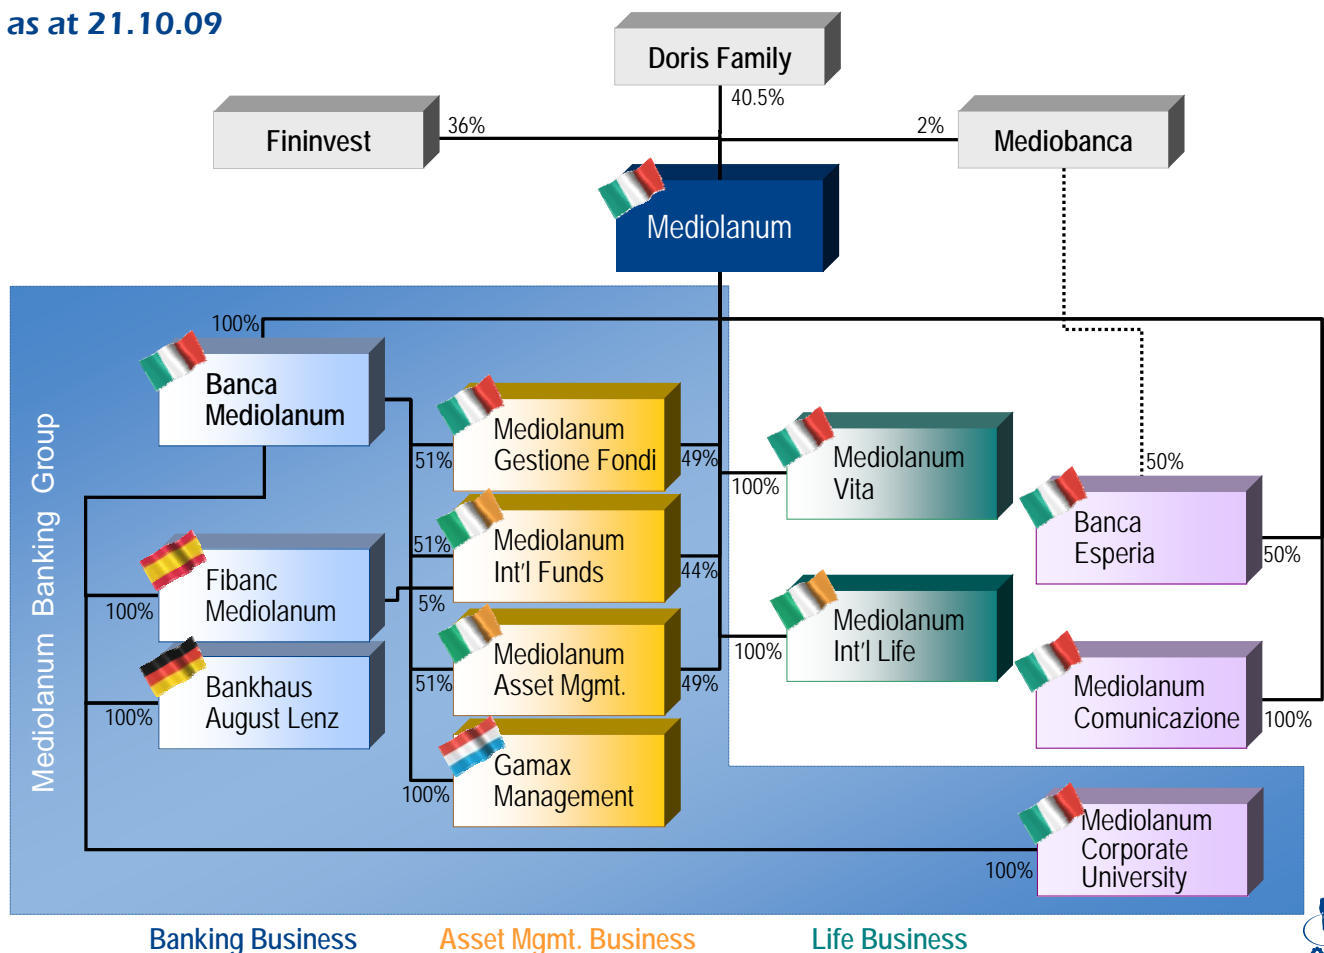 as at 21.10.09
Doris Family
40.5%
Fininvest
36%
2%
Mediobanca
Mediolanum
100%
Banca
Mediolanum
Mediolanum
Gestione Fondi
51%
49%
Mediolanum
Vita
100%
50%
Banca
Esperia
50%
Mediolanum Banking Group
51%
Mediolanum
Int'l Funds
44%
5%
Fibanc
Mediolanum
100%
Mediolanum
Int'l Life
100%
Mediolanum
Asset Mgmt.
51%
49%
Bankhaus
August Lenz
100%
Mediolanum
Comunicazione
100%
Gamax
Management
100%
Mediolanum
Corporate
University
100%
Banking Business
Asset Mgmt. Business
Life Business